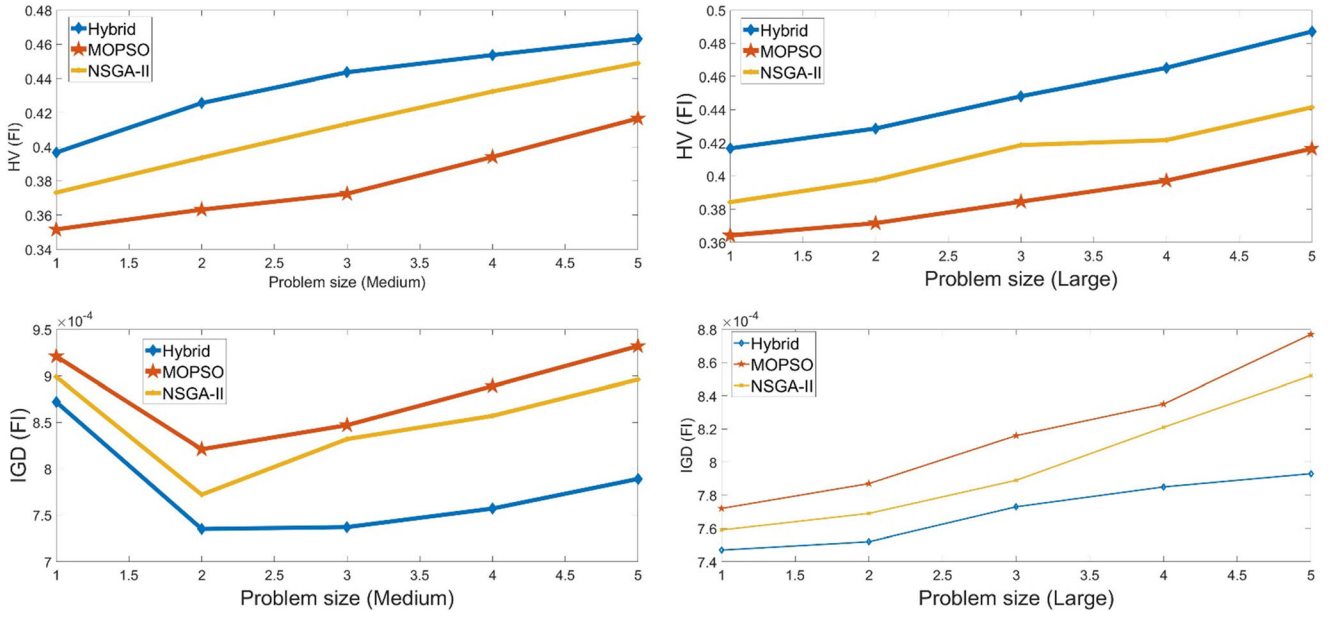 0.48
0.46
0.44
0.42
0.4
0.38
0.36
0.34
HV (FI)
Hybrid
MOPSO
NSGA-II
1 1.5 2 2.5 3 3.5 4 4.5 5
Problem size (Medium)
0.5
0.48
0.46
0.44
0.42
0.4
0.38
0.36
HV (FI)
Hybrid
MOPSO
NSGA-II
1 1.5 2 2.5 3 3.5 4 4.5 5
Problem size (Large)
×10-4
9.5
9
8.5
8
7.5
7
IGD (FI)
Hybrid
MOPSO
NSGA-II
1 1.5 2 2.5 3 3.5 4 4.5 5
Problem size (Medium)
×10-4
8.8
8.6
8.4
8.2
8
7.8
7.6
7.4
IGD (FI)
Hybrid
MOPSO
NSGA-II
1 1.5 2 2.5 3 3.5 4 4.5 5
Problem size (Large)